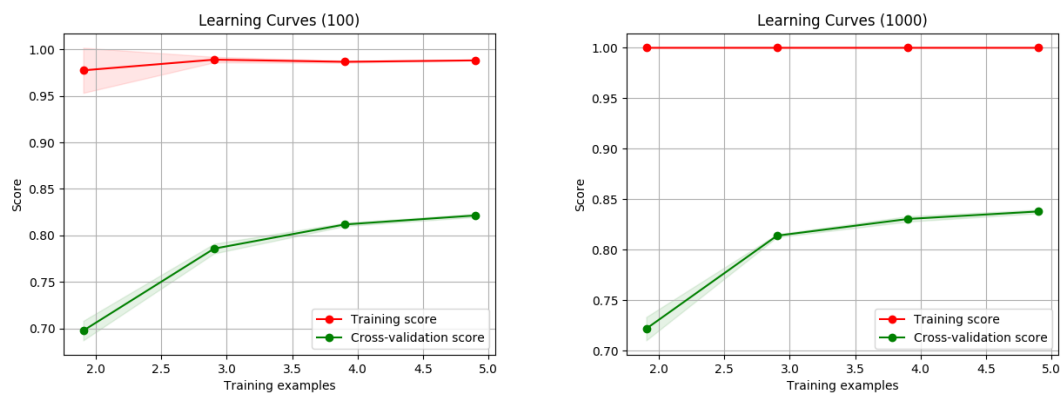 Learning Curves (100)
1.00
0.95
0.90
0.85
0.80
0.75
0.70
Score
2.0 2.5 3.0 3.5 4.0 4.5 5.0
Training examples
Training score
Cross-validation score
Learning Curves (1000)
1.00
0.95
0.90
0.85
0.80
0.75
0.70
Score
2.0 2.5 3.0 3.5 4.0 4.5 5.0
Training examples
Training score
Cross-validation score